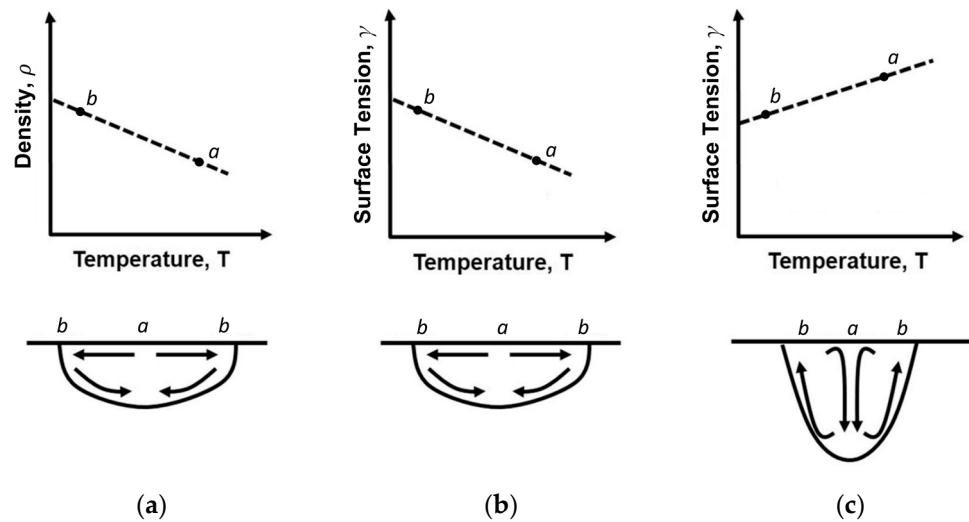 Density, ρ
b
a
Temperature, T
Surface Tension, γ
b
a
Temperature, T
Surface Tension, γ
b
a
Temperature, T
b a b
b a b
b a b
(a) (b) (c)